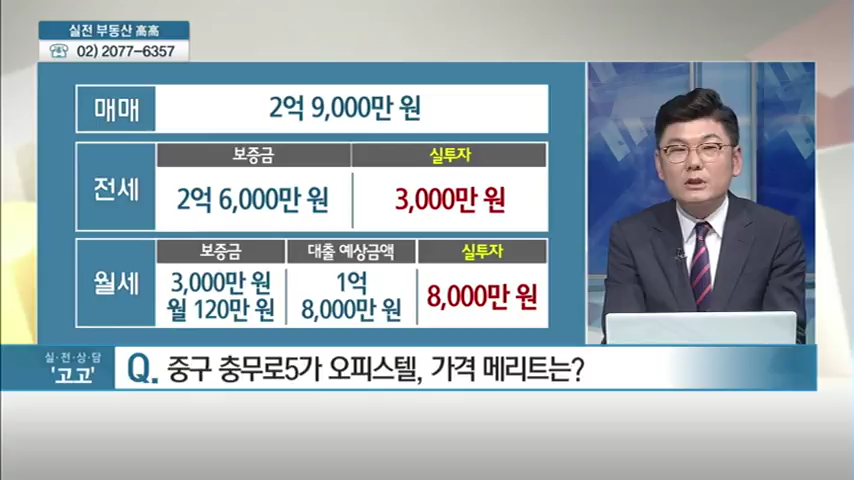 실전 부동산 高高
02) 2077-6357
매매
2억 9,000만 원
전세
보증금
실투자
2억 6,000만 원
3,000만 원
월세
보증금
대출 예상금액
실투자
3,000만 원
월 120만 원
1억
8,000만 원
8,000만 원
실·전·상·담
'고고'
Q. 중구 충무로5가 오피스텔, 가격 메리트는?